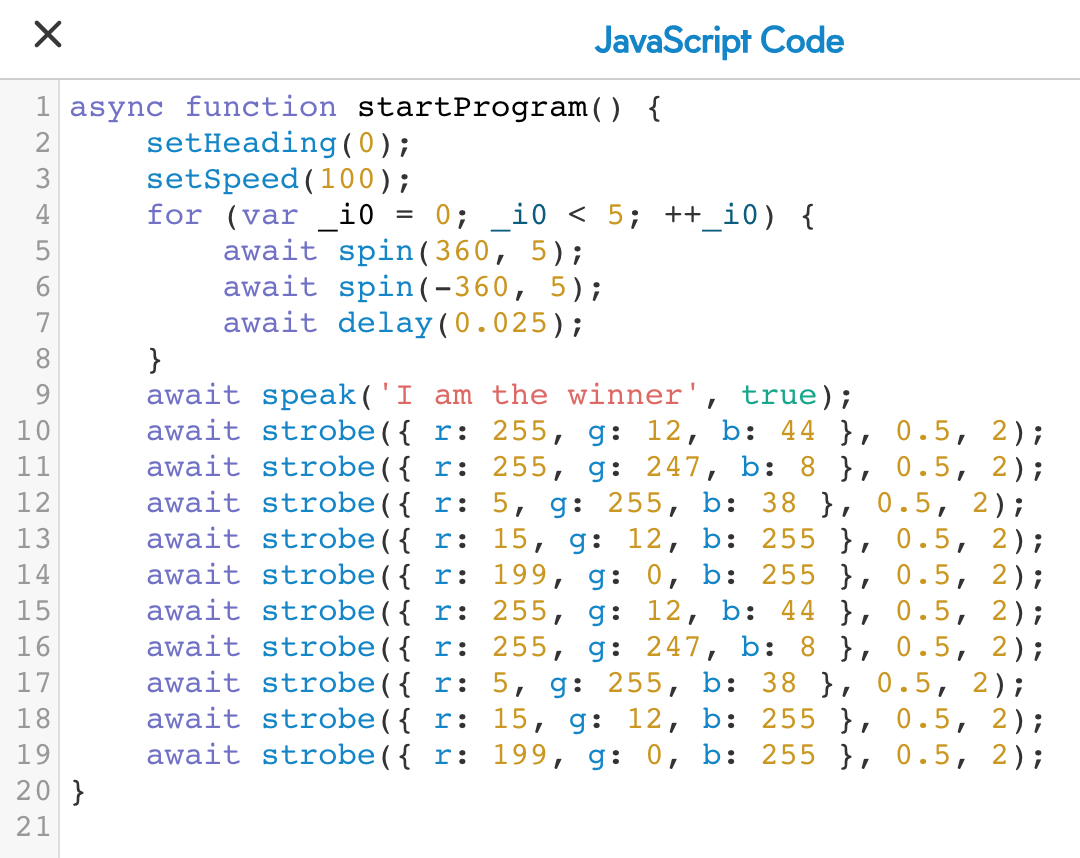 JavaScript Code
1 async function startProgram() {
2 setHeading(0);
3 setSpeed(100);
4 for (var _i0 = 0; _i0 < 5; ++_i0) {
5 await spin(360, 5);
6 await spin(-360, 5);
7 await delay(0.025);
8 }
9 await speak('I am the winner', true);
10 await strobe({ r: 255, g: 12, b: 44 }, 0.5, 2);
11 await strobe({ r: 255, g: 247, b: 8 }, 0.5, 2);
12 await strobe({ r: 5, g: 255, b: 38 }, 0.5, 2);
13 await strobe({ r: 15, g: 12, b: 255 }, 0.5, 2);
14 await strobe({ r: 199, g: 0, b: 255 }, 0.5, 2);
15 await strobe({ r: 255, g: 12, b: 44 }, 0.5, 2);
16 await strobe({ r: 255, g: 247, b: 8 }, 0.5, 2);
17 await strobe({ r: 5, g: 255, b: 38 }, 0.5, 2);
18 await strobe({ r: 15, g: 12, b: 255 }, 0.5, 2);
19 await strobe({ r: 199, g: 0, b: 255 }, 0.5, 2);
20 }
21